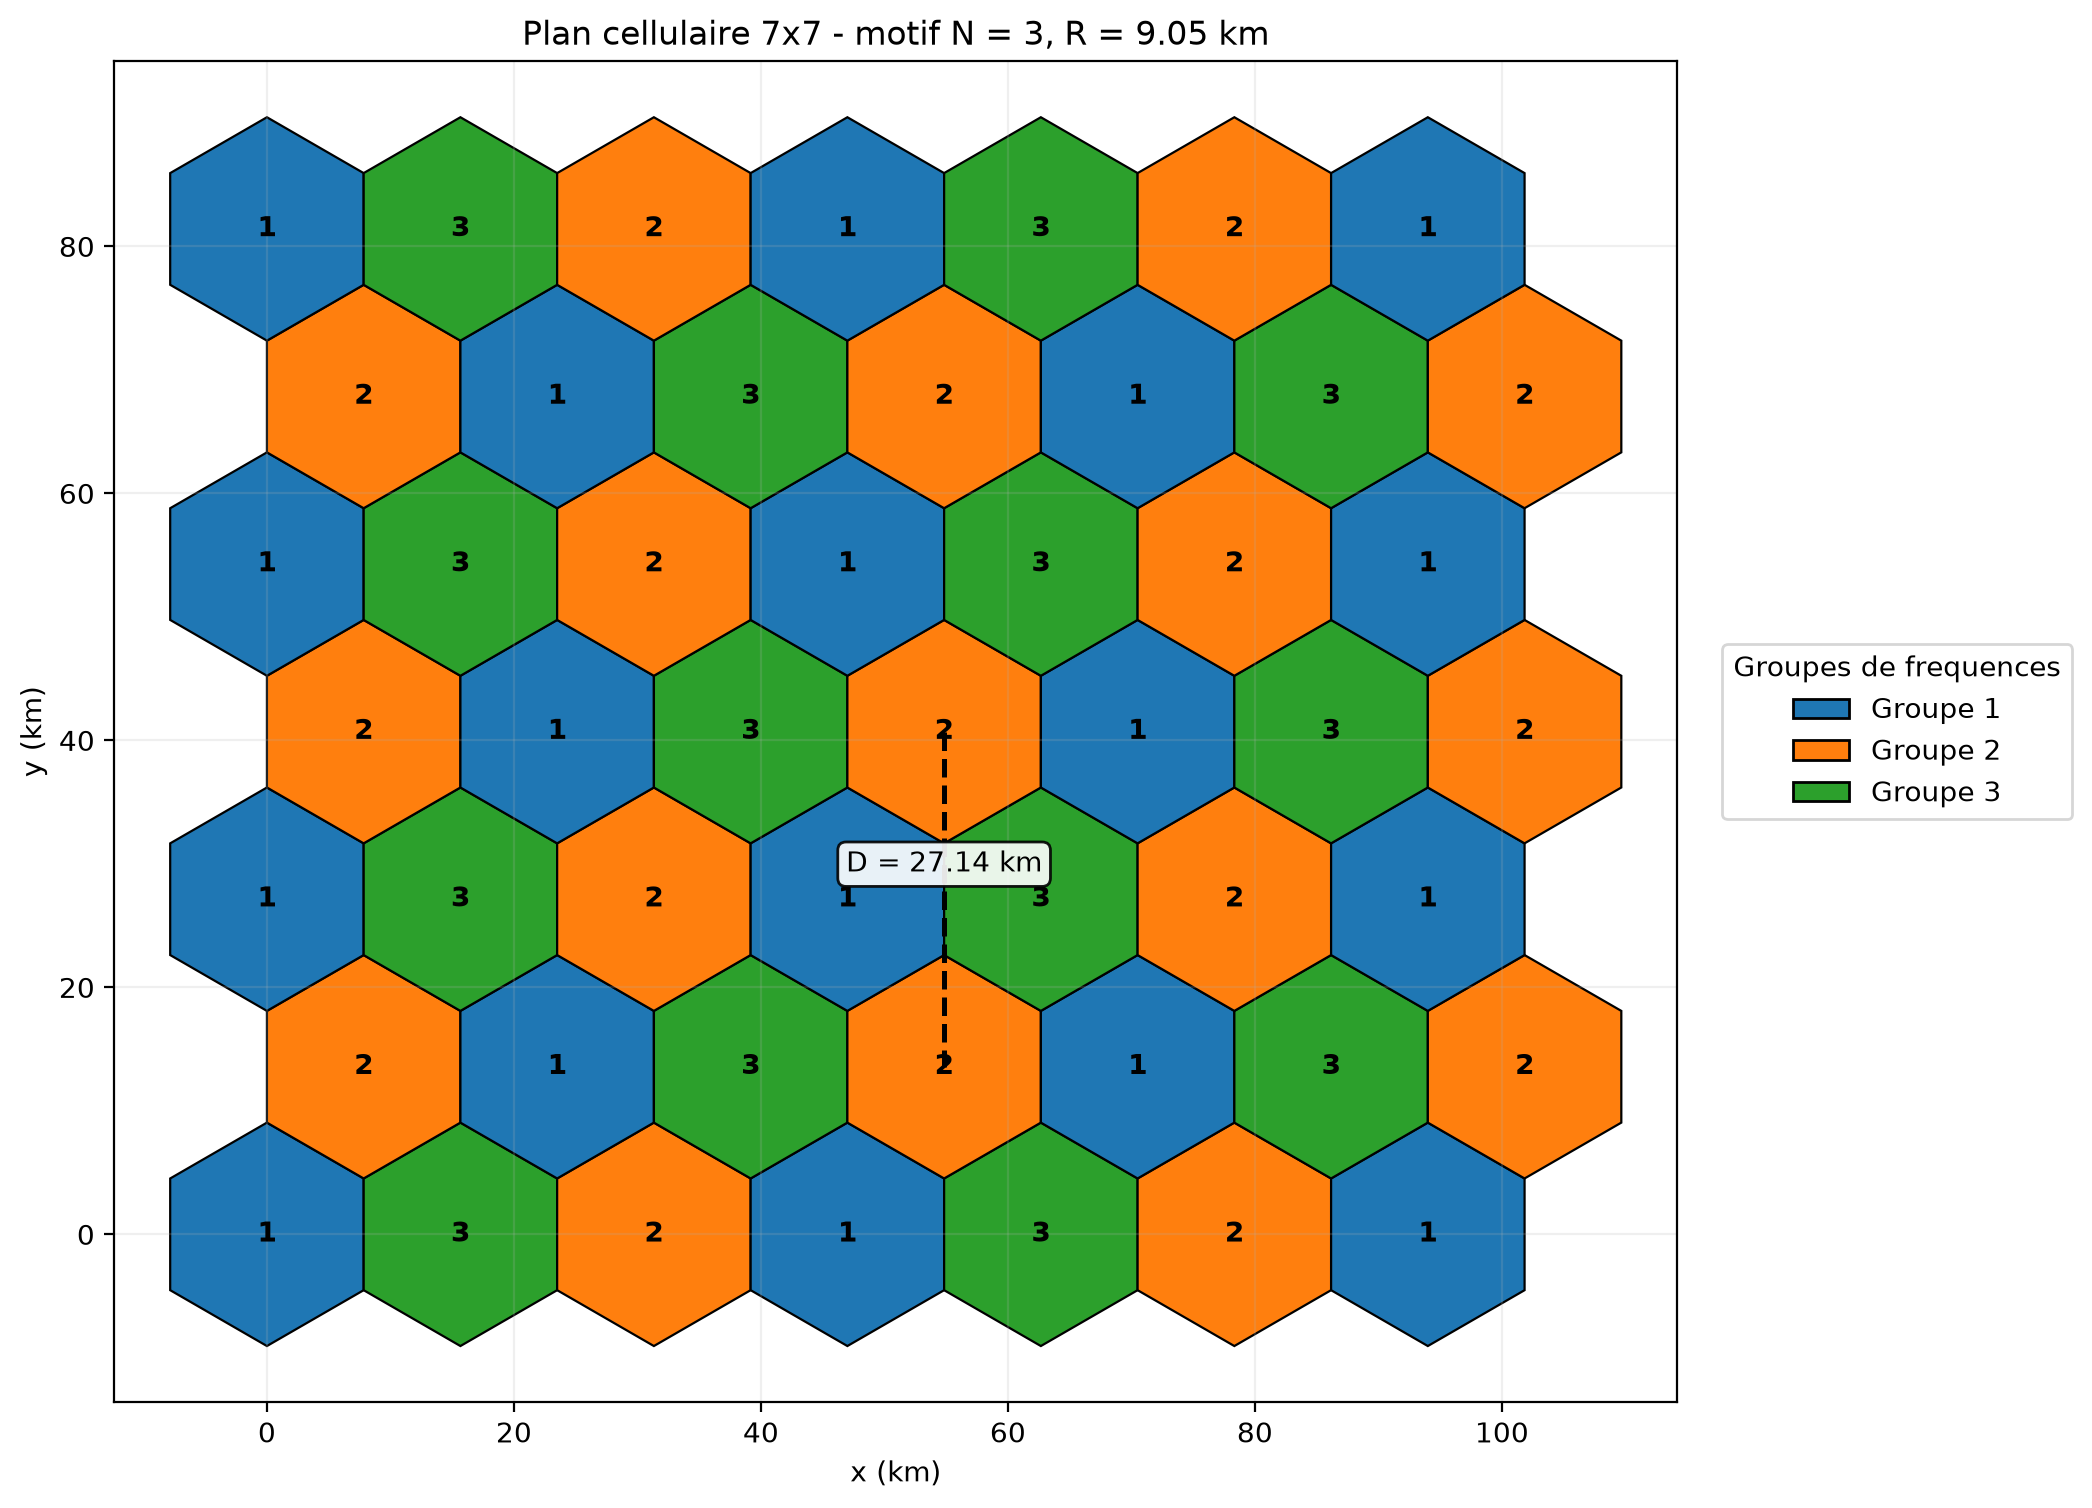 Plan cellulaire 7x7 - motif N = 3, R = 9.05 km
1 3 2 1 3 2 1
80
2 1 3 2 1 3 2
60
1 3 2 1 3 2 1
Groupes de frequences
Groupe 1
Groupe 2
Groupe 3
y (km)
40
2 1 3 2 1 3 2
D = 27.14 km
1 3 2 1 3 2 1
20
2 1 3 2 1 3 2
0
1 3 2 1 3 2 1
0 20 40 60 80 100
x (km)